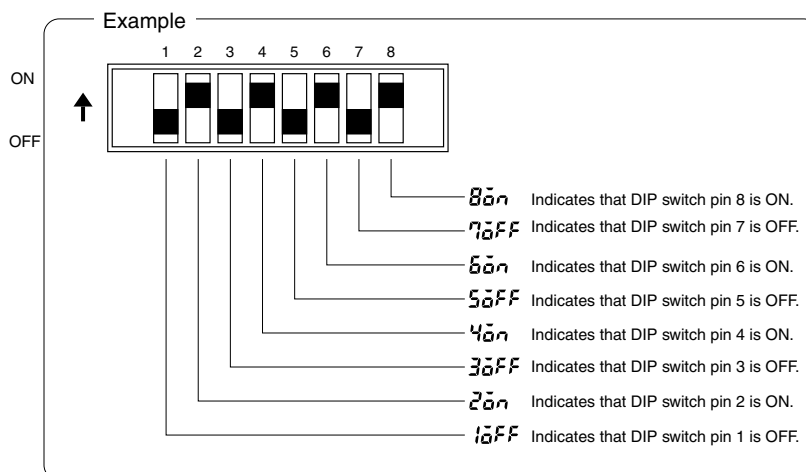 Example
1 2 3 4 5 6 7 8
ON
OFF
8on Indicates that DIP switch pin 8 is ON.
7oFF Indicates that DIP switch pin 7 is OFF.
6on Indicates that DIP switch pin 6 is ON.
5oFF Indicates that DIP switch pin 5 is OFF.
4on Indicates that DIP switch pin 4 is ON.
3oFF Indicates that DIP switch pin 3 is OFF.
2on Indicates that DIP switch pin 2 is ON.
1oFF Indicates that DIP switch pin 1 is OFF.